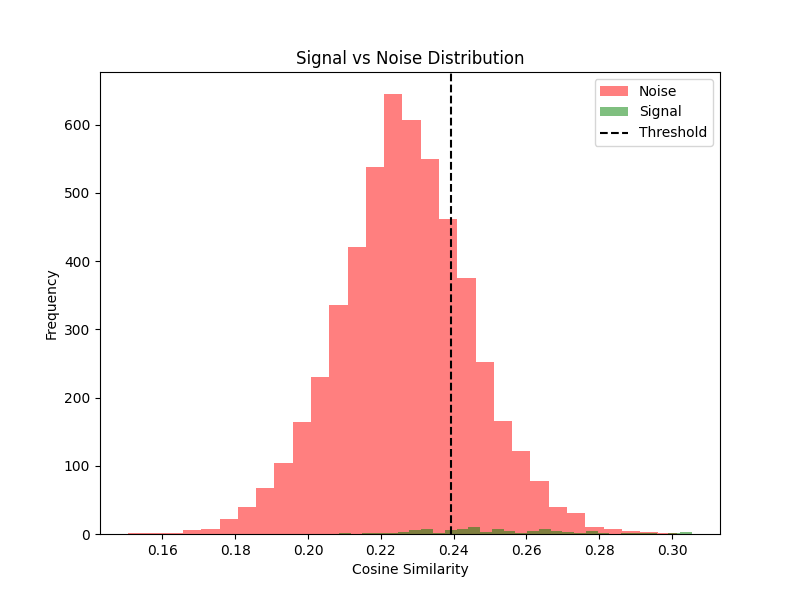 Signal vs Noise Distribution
Noise
Signal
Threshold
Frequency
600
500
400
300
200
100
0
0.16 0.18 0.20 0.22 0.24 0.26 0.28 0.30
Cosine Similarity